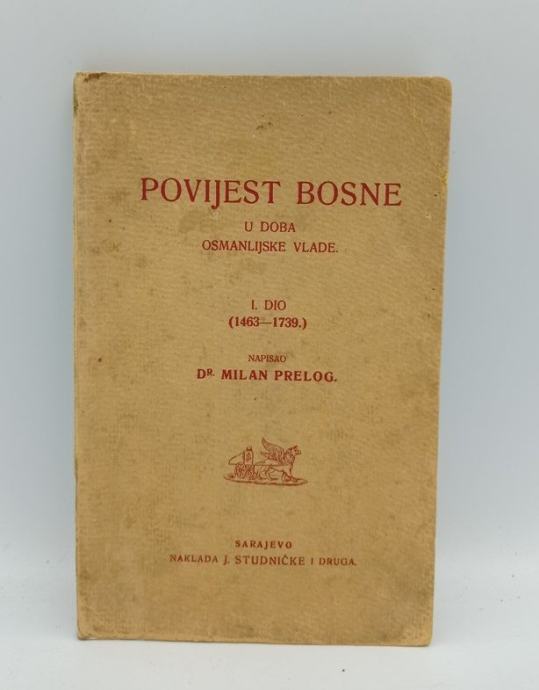 POVIJEST BOSNE
U DOBA
OSMANLIJSKE VLADE.
I. DIO
(1463—1739.)
NAPISAO
DR. MILAN PRELOG.
SARAJEVO
NAKLADA J. STUDNIČKE I DRUGA.